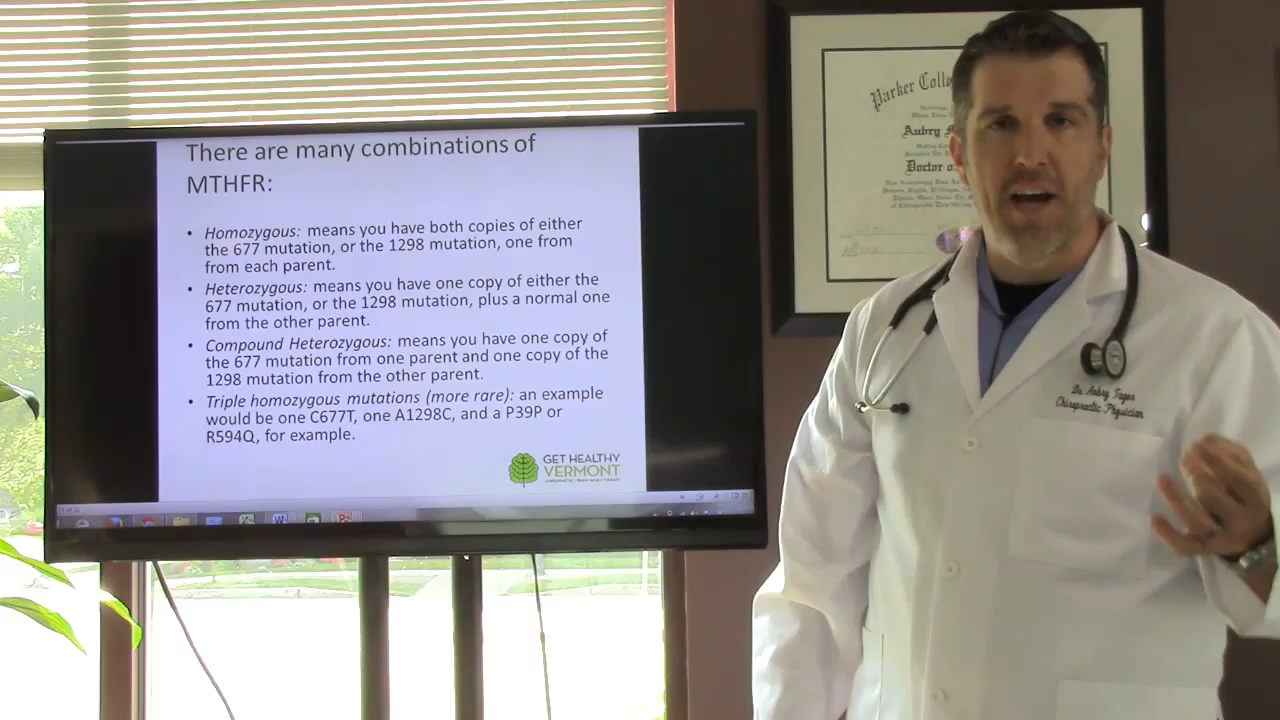 There are many combinations of
MTHFR:
• Homozygous: means you have both copies of either
the 677 mutation, or the 1298 mutation, one from
from each parent.
• Heterozygous: means you have one copy of either the
677 mutation, or the 1298 mutation, plus a normal one
from the other parent.
• Compound Heterozygous: means you have one copy of
the 677 mutation from one parent and one copy of the
1298 mutation from the other parent.
• Triple homozygous mutations (more rare): an example
would be one C677T, one A1298C, and a P39P or
R594Q, for example.
GET HEALTHY
VERMONT
Parker Colle
Aubry
Doctor o
Dr. Aubry Tager
Chiropractic Physician